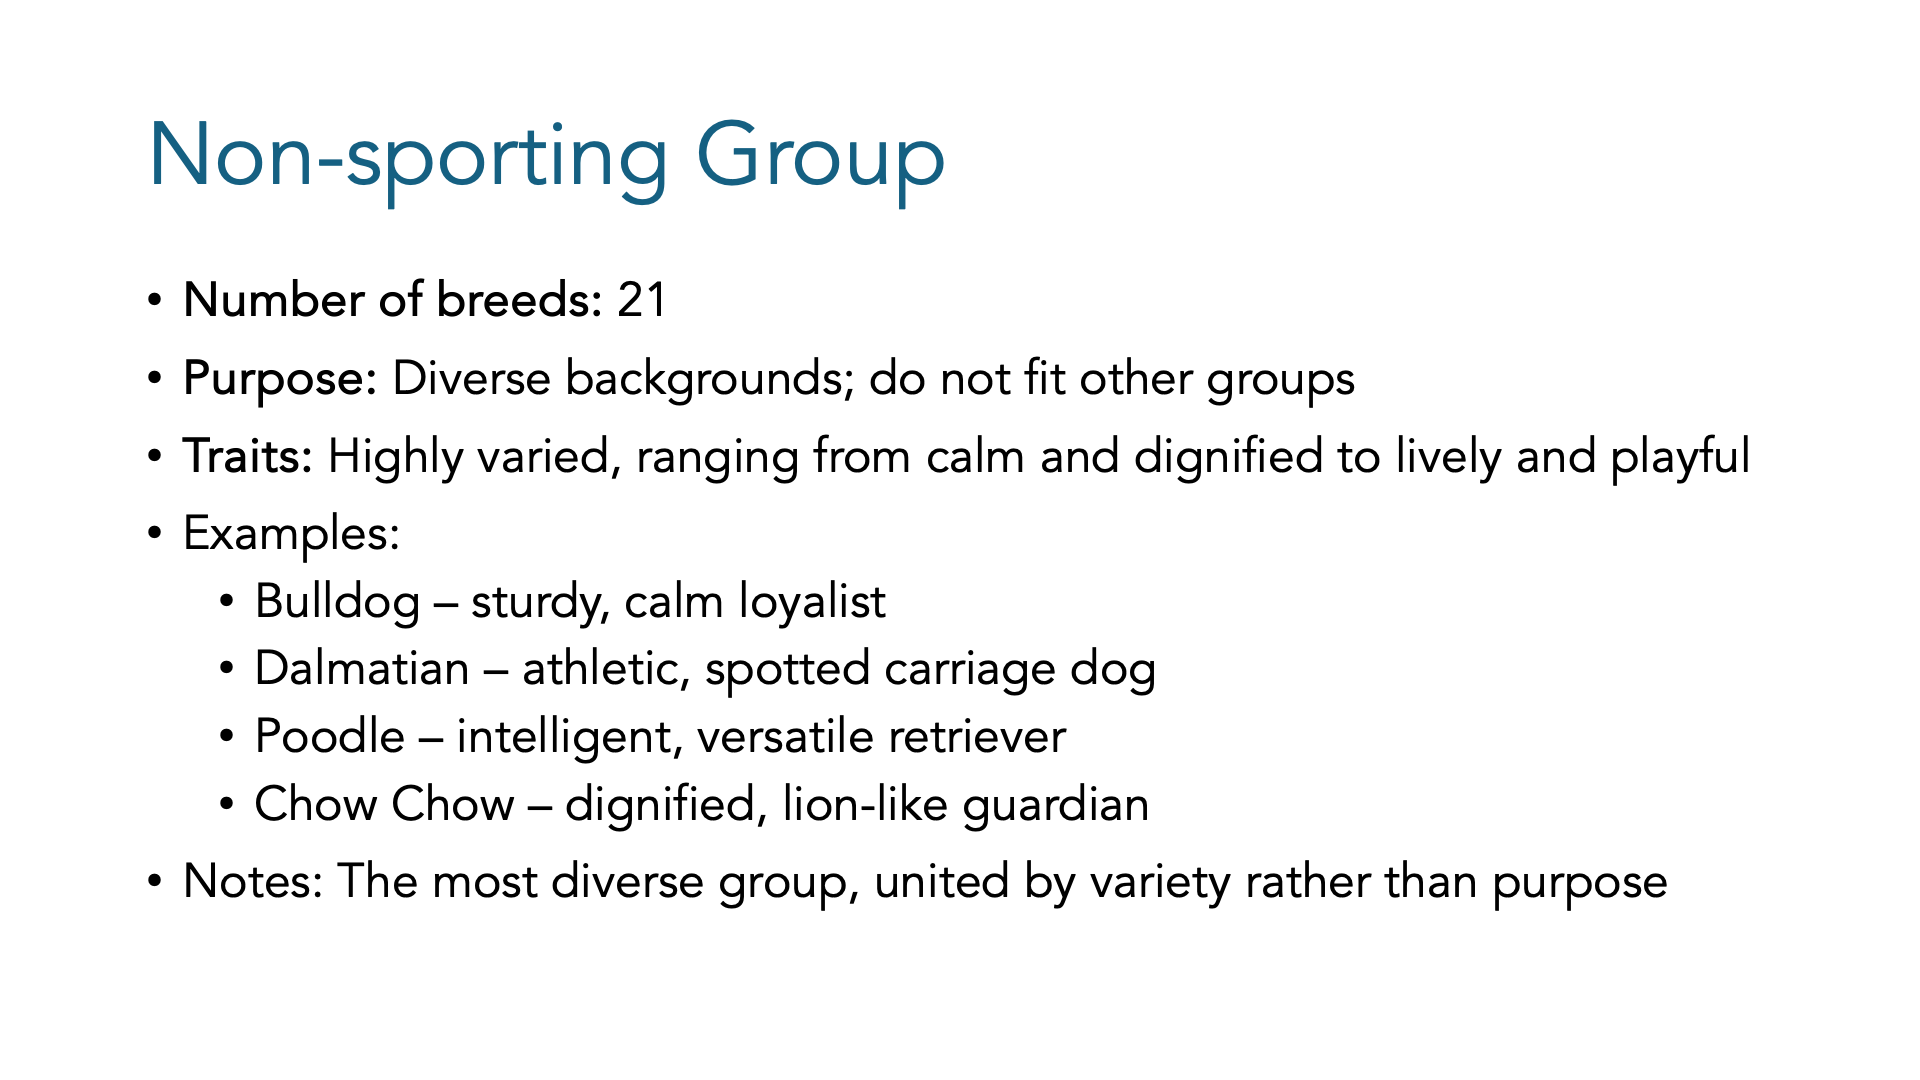 Non-sporting Group
• Number of breeds: 21
• Purpose: Diverse backgrounds; do not fit other groups
• Traits: Highly varied, ranging from calm and dignified to lively and playful
• Examples:
• Bulldog – sturdy, calm loyalist
• Dalmatian – athletic, spotted carriage dog
• Poodle – intelligent, versatile retriever
• Chow Chow – dignified, lion-like guardian
• Notes: The most diverse group, united by variety rather than purpose